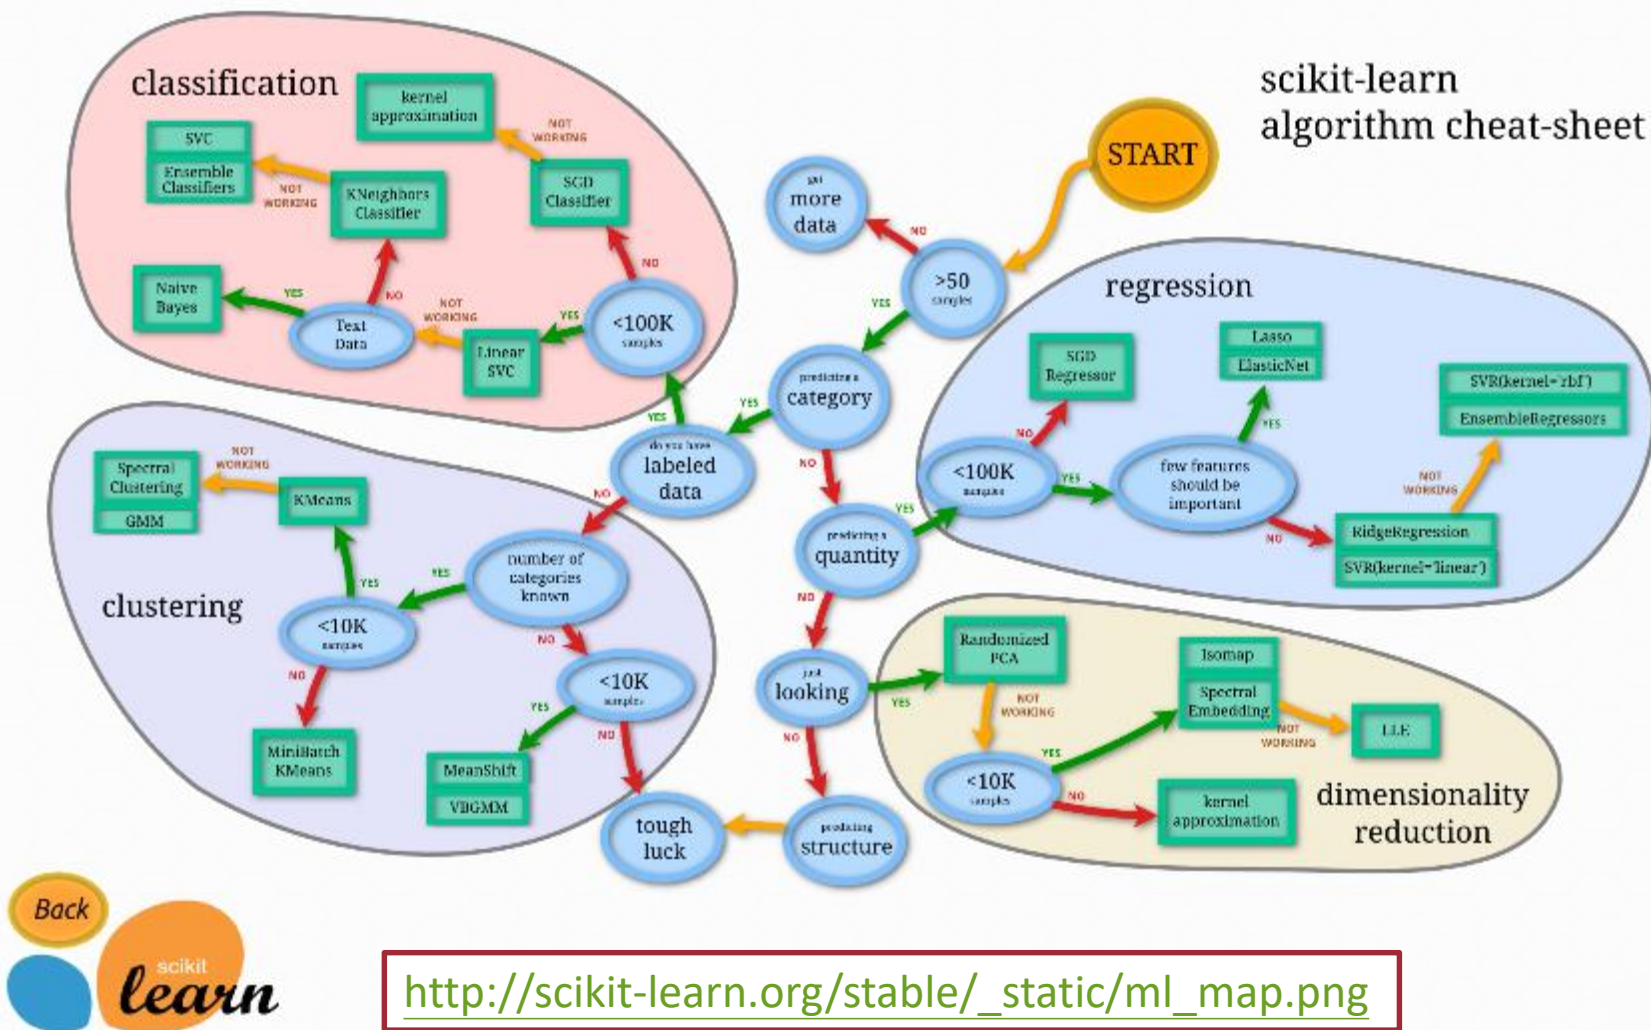 scikit-learn
algorithm cheat-sheet
START
classification
kernel
approximation
NOT
WORKING
SVC
Ensemble
Classifiers
NOT
WORKING
KNeighbors
Classifier
SGD
Classifier
NO
Naive
Bayes
YES
NO
Text
Data
NOT
WORKING
Linear
SVC
YES
<100K
samples
get
more
data
NO
>50
samples
YES
predicting a
category
YES
NO
YES
do you have
labeled
data
NO
predicting a
quantity
YES
NO
just
looking
YES
NO
predicting
structure
tough
luck
regression
SGD
Regressor
Lasso
ElasticNet
SVR(kernel='rbf')
EnsembleRegressors
NO
YES
<100K
samples
YES
few features
should be
important
NOT
WORKING
NO
RidgeRegression
SVR(kernel='linear')
clustering
Spectral
Clustering
GMM
NOT
WORKING
KMeans
YES
number of
categories
known
YES
NO
<10K
samples
NO
MiniBatch
KMeans
<10K
samples
YES
NO
MeanShift
VBGMM
dimensionality
reduction
Randomized
PCA
NOT
WORKING
Isomap
Spectral
Embedding
NOT
WORKING
LLE
YES
<10K
samples
NO
kernel
approximation
Back
scikit
learn
http://scikit-learn.org/stable/_static/ml_map.png